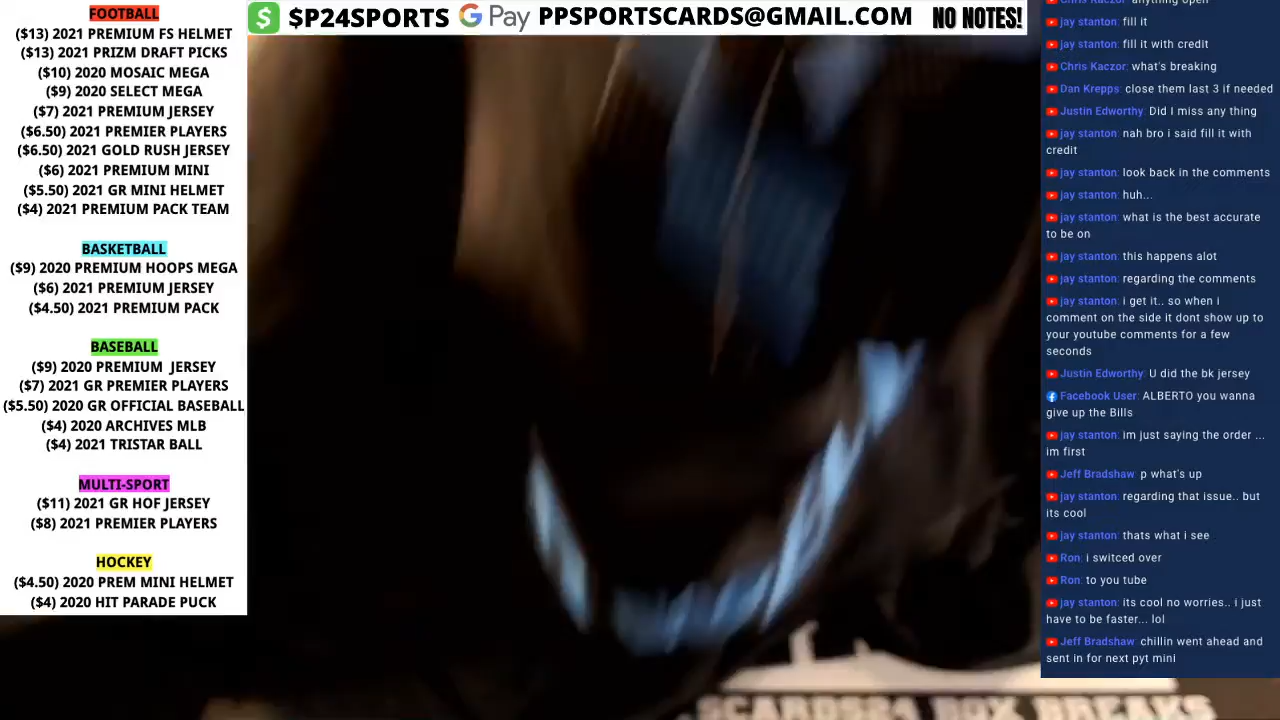 FOOTBALL
($13) 2021 PREMIUM FS HELMET
($13) 2021 PRIZM DRAFT PICKS
($10) 2020 MOSAIC MEGA
($9) 2020 SELECT MEGA
($7) 2021 PREMIUM JERSEY
($6.50) 2021 PREMIER PLAYERS
($6.50) 2021 GOLD RUSH JERSEY
($6) 2021 PREMIUM MINI
($5.50) 2021 GR MINI HELMET
($4) 2021 PREMIUM PACK TEAM
BASKETBALL
($9) 2020 PREMIUM HOOPS MEGA
($6) 2021 PREMIUM JERSEY
($4.50) 2021 PREMIUM PACK
BASEBALL
($9) 2020 PREMIUM JERSEY
($7) 2021 GR PREMIER PLAYERS
($5.50) 2020 GR OFFICIAL BASEBALL
($4) 2020 ARCHIVES MLB
($4) 2021 TRISTAR BALL
MULTI-SPORT
($11) 2021 GR HOF JERSEY
($8) 2021 PREMIER PLAYERS
HOCKEY
($4.50) 2020 PREM MINI HELMET
($4) 2020 HIT PARADE PUCK
$ $P24SPORTS G Pay PPSPORTSCARDS@GMAIL.COM NO NOTES!
Chris Kaczor: anything open
jay stanton: fill it
jay stanton: fill it with credit
Chris Kaczor: what's breaking
Dan Krepps: close them last 3 if needed
Justin Edworthy: Did I miss any thing
jay stanton: nah bro i said fill it with
credit
jay stanton: look back in the comments
jay stanton: huh...
jay stanton: what is the best accurate
to be on
jay stanton: this happens alot
jay stanton: regarding the comments
jay stanton: i get it.. so when i
comment on the side it dont show up to
your youtube comments for a few
seconds
Justin Edworthy: U did the bk jersey
Facebook User: ALBERTO you wanna
give up the Bills
jay stanton: im just saying the order ...
im first
Jeff Bradshaw: p what's up
jay stanton: regarding that issue.. but
its cool
jay stanton: thats what i see
Ron: i switced over
Ron: to you tube
jay stanton: its cool no worries.. i just
have to be faster... lol
Jeff Bradshaw: chillin went ahead and
sent in for next pyt mini
SCARDS24 BOX BREAKS